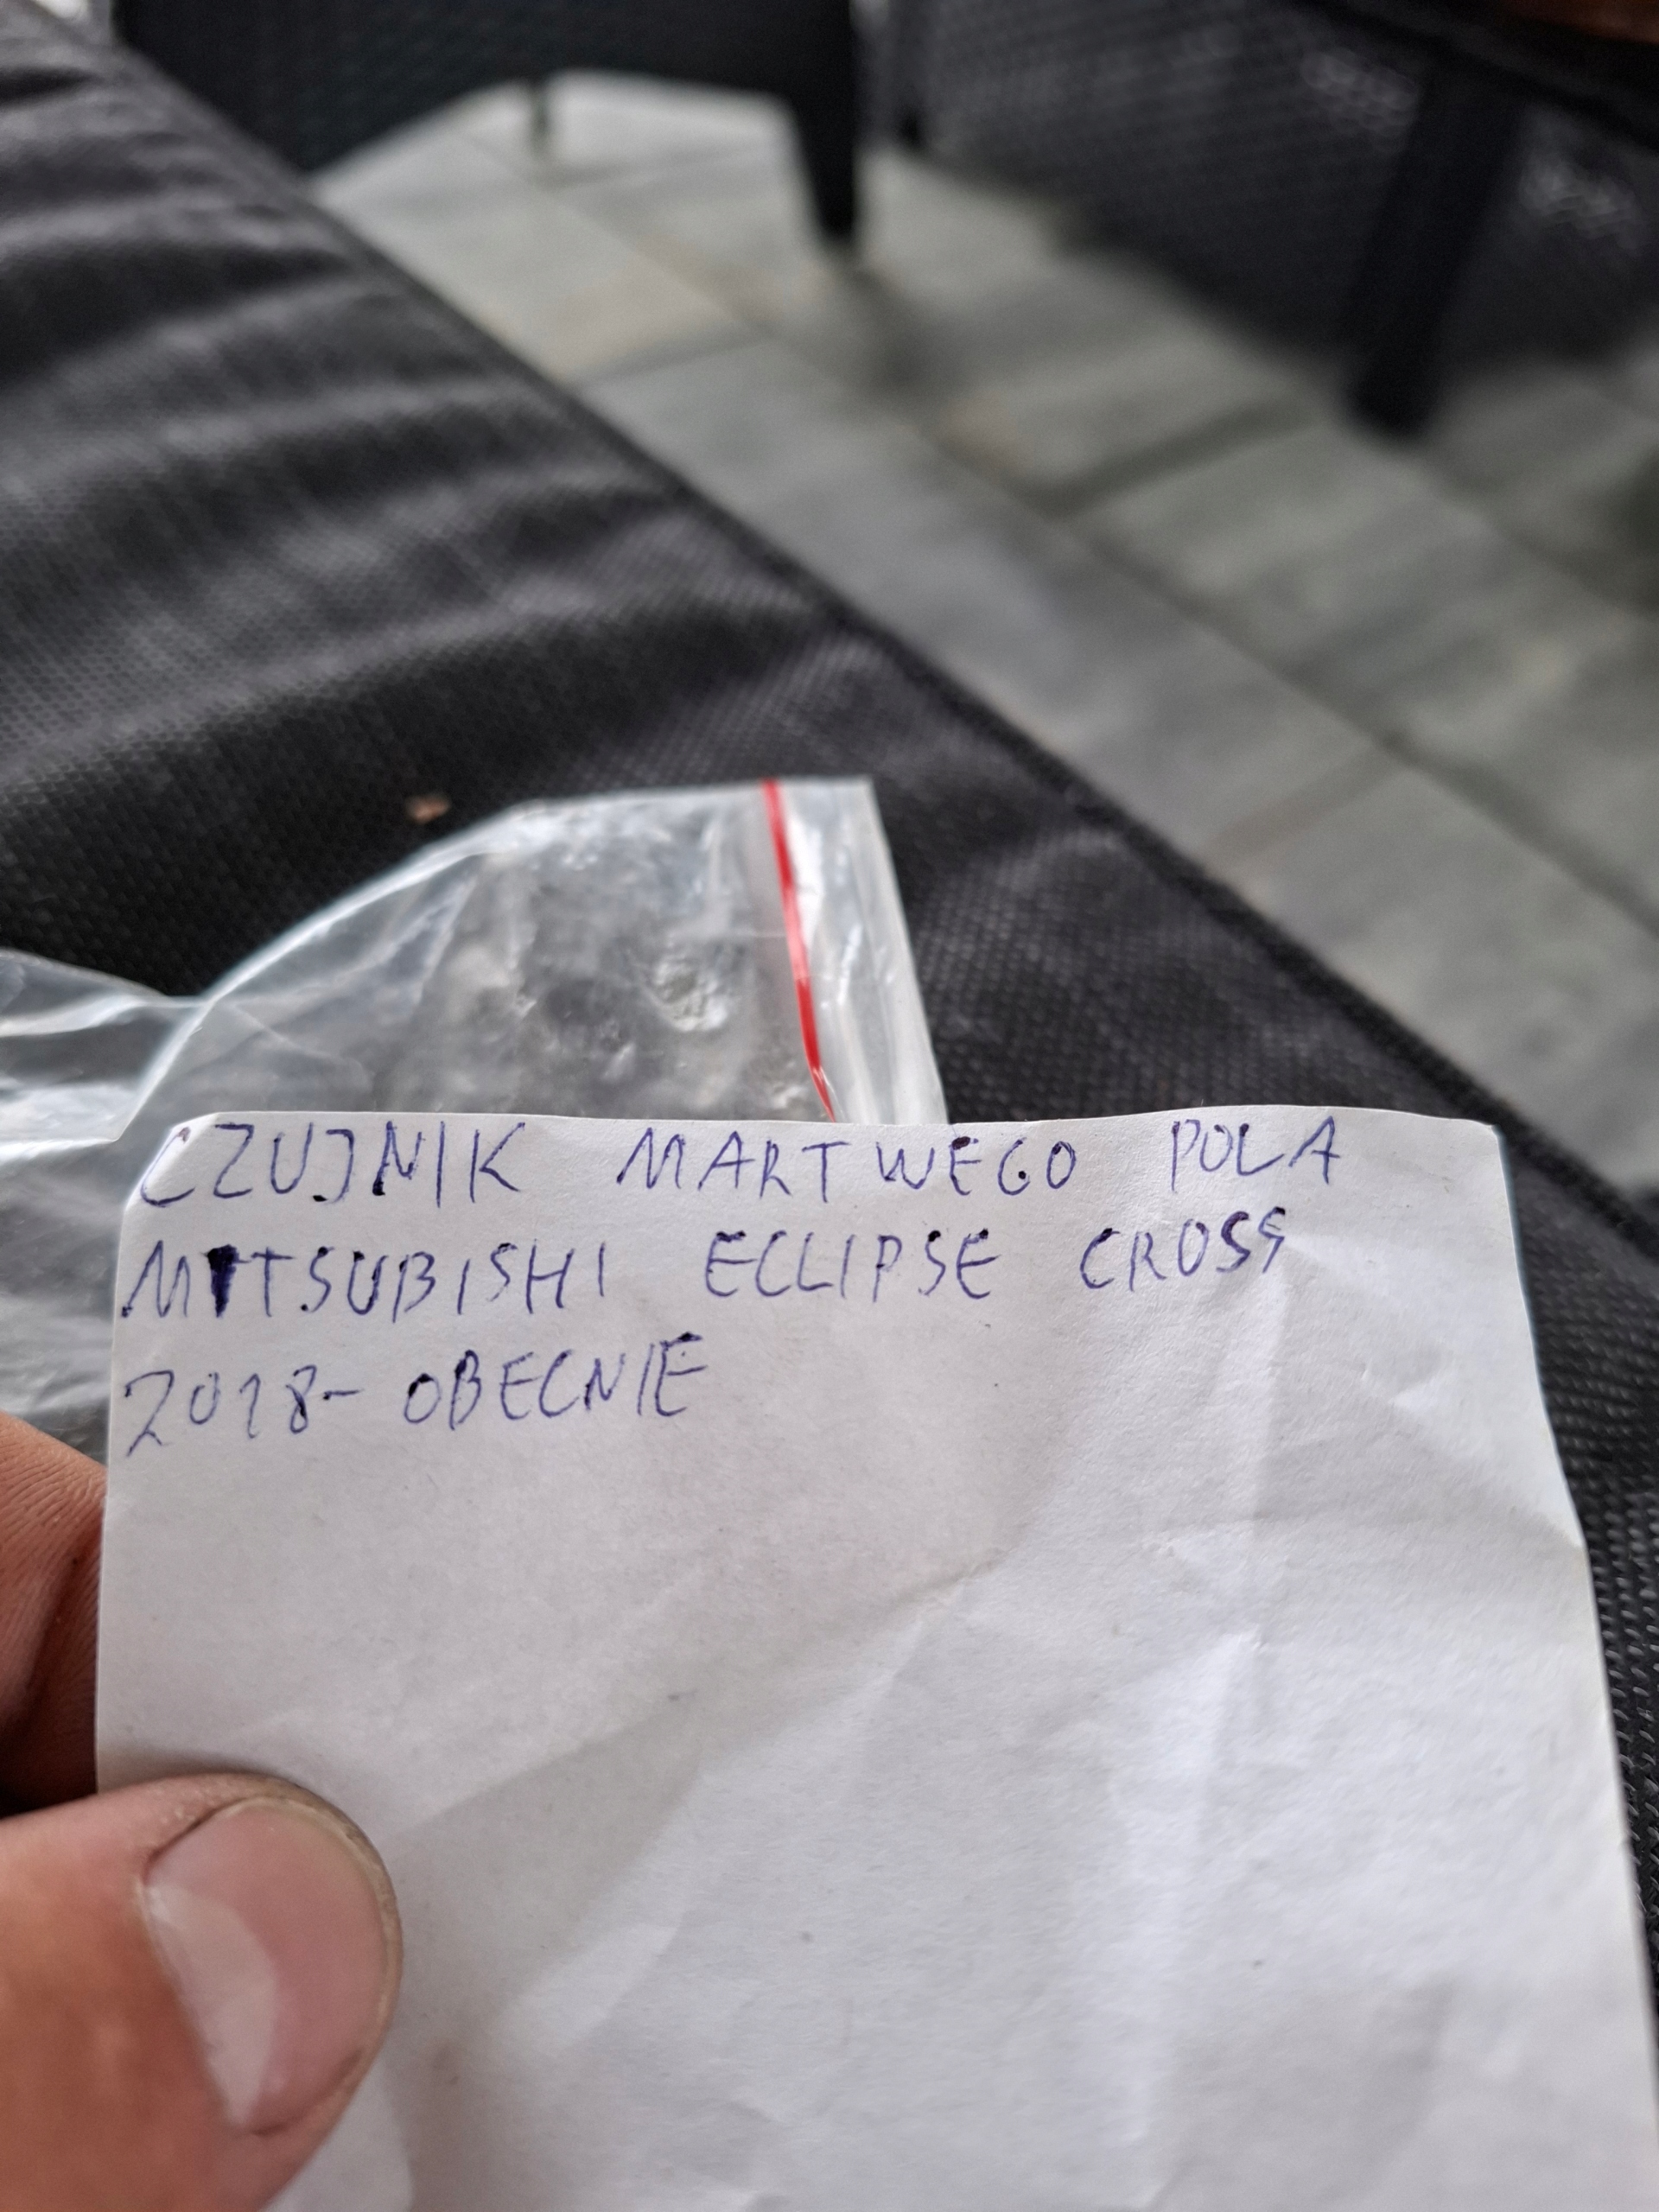 CZUJNIK MARTWEGO POLA
MITSUBISHI ECLIPSE CROSS
2018- OBECNIE